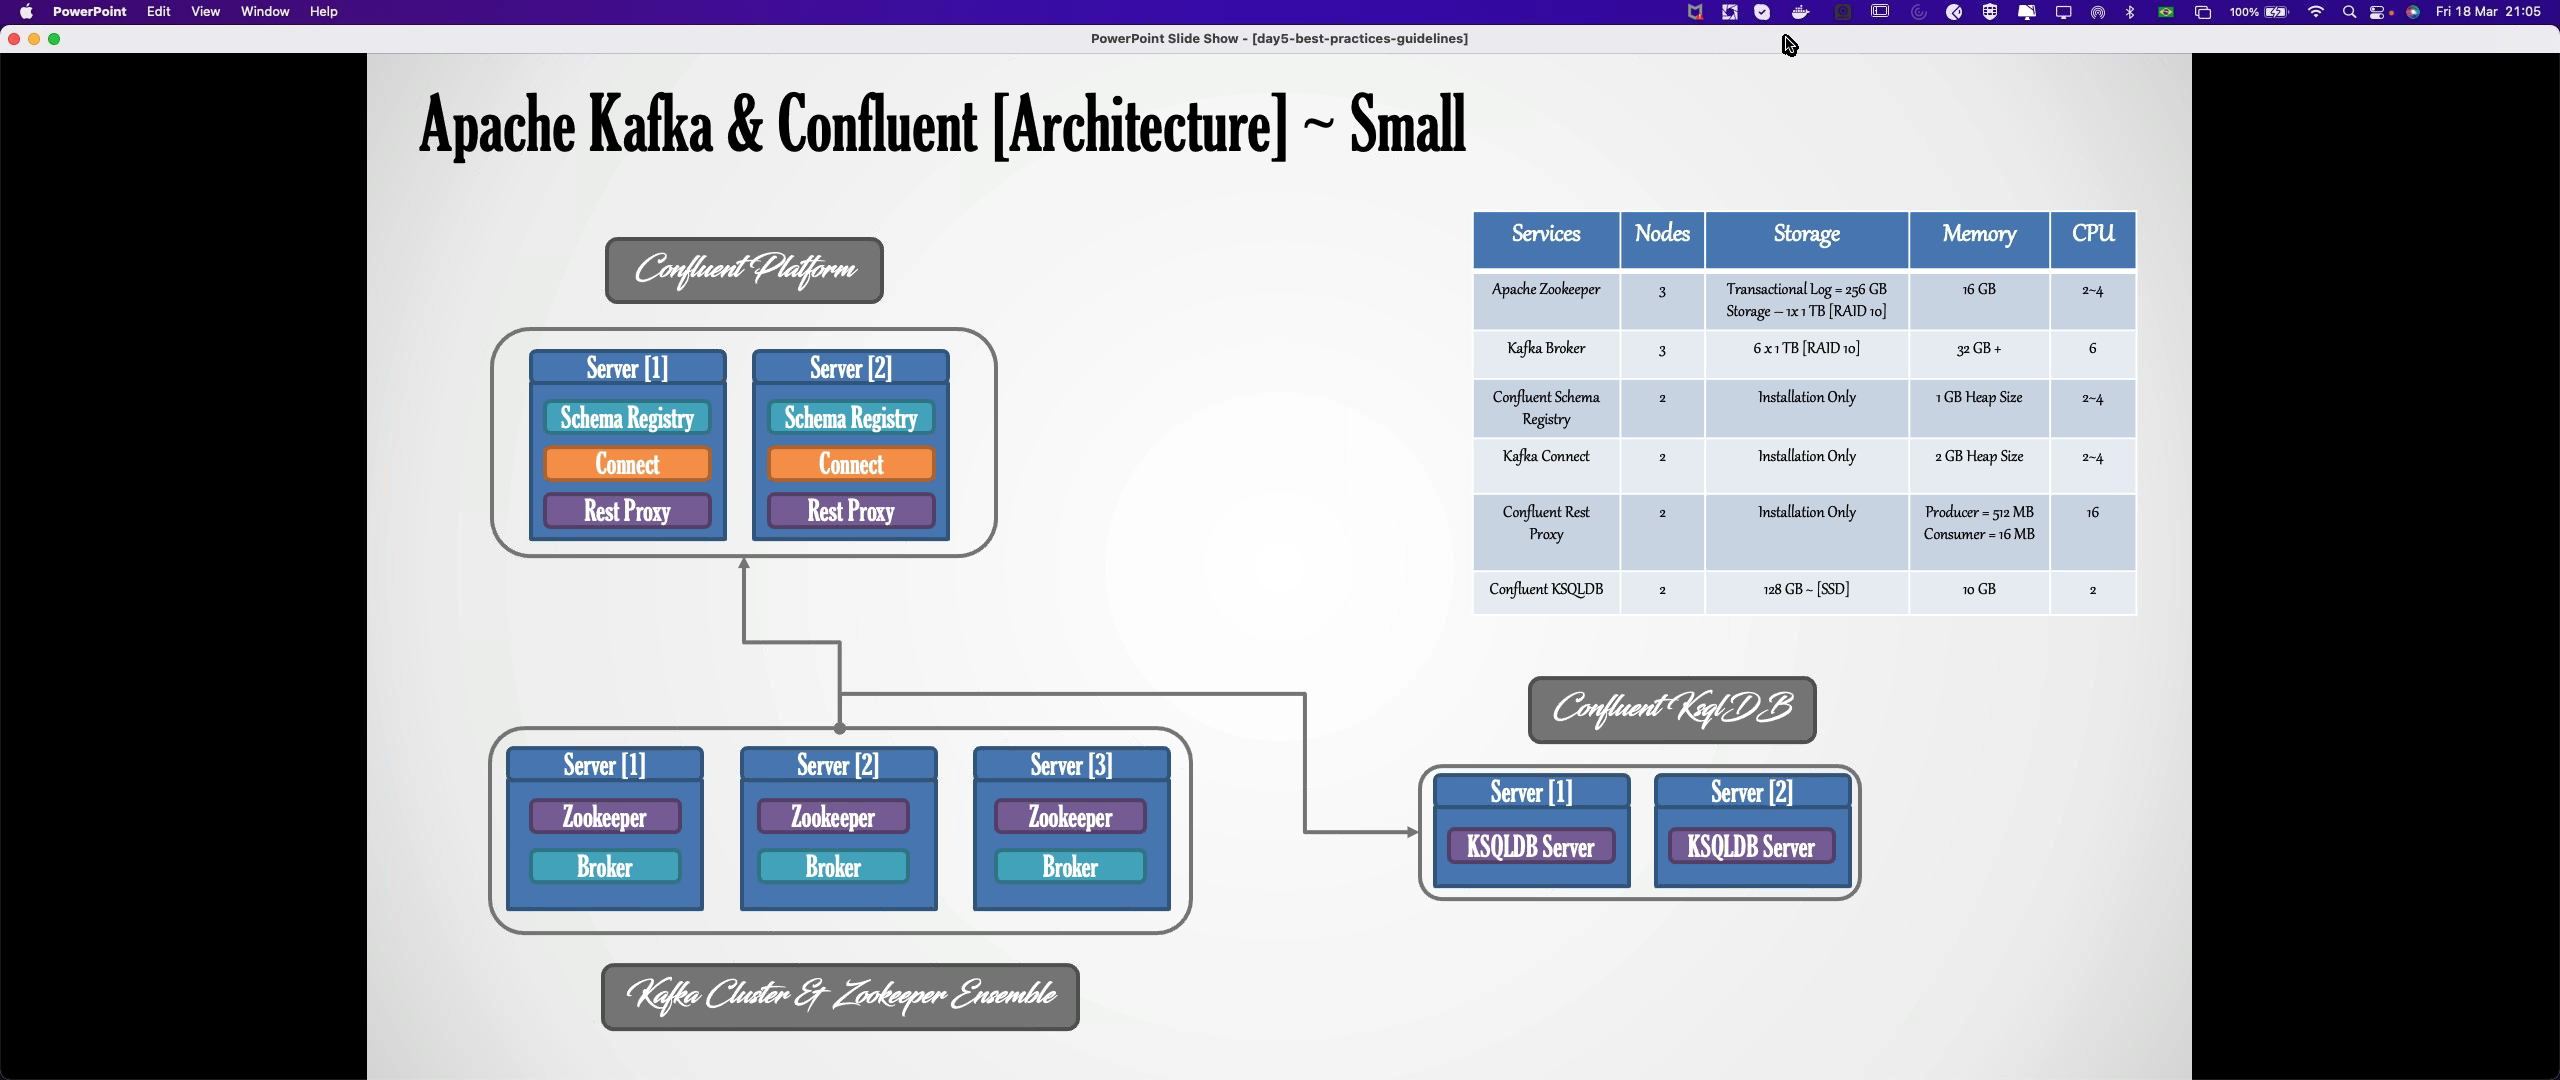 PowerPoint Edit View Window Help
100% Fri 18 Mar 21:05
PowerPoint Slide Show - [day5-best-practices-guidelines]
Apache Kafka & Confluent [Architecture] ~ Small
Confluent Platform
Server [1] Server [2]
Schema Registry Schema Registry
Connect Connect
Rest Proxy Rest Proxy
Services Nodes Storage Memory CPU
Apache Zookeeper 3 Transactional Log = 256 GB 16 GB 2~4
Storage – 1x 1 TB [RAID 10]
Kafka Broker 3 6 x 1 TB [RAID 10] 32 GB + 6
Confluent Schema 2 Installation Only 1 GB Heap Size 2~4
Registry
Kafka Connect 2 Installation Only 2 GB Heap Size 2~4
Confluent Rest 2 Installation Only Producer = 512 MB 16
Proxy Consumer = 16 MB
Confluent KSQLDB 2 128 GB ~ [SSD] 10 GB 2
Confluent KsqlDB
Server [1] Server [2]
KSQLDB Server KSQLDB Server
Server [1] Server [2] Server [3]
Zookeeper Zookeeper Zookeeper
Broker Broker Broker
Kafka Cluster & Zookeeper Ensemble